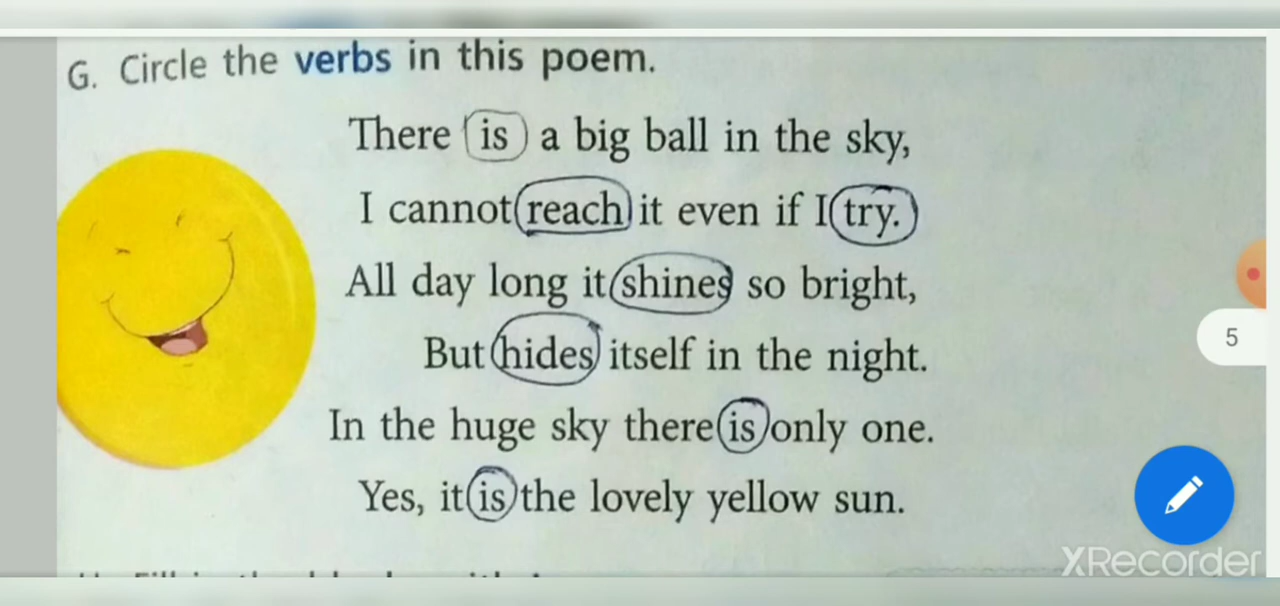 G. Circle the verbs in this poem.
There is a big ball in the sky,
I cannot reach it even if I try.
All day long it shines so bright,
But hides itself in the night.
In the huge sky there is only one.
Yes, it is the lovely yellow sun.
5
XRecorder